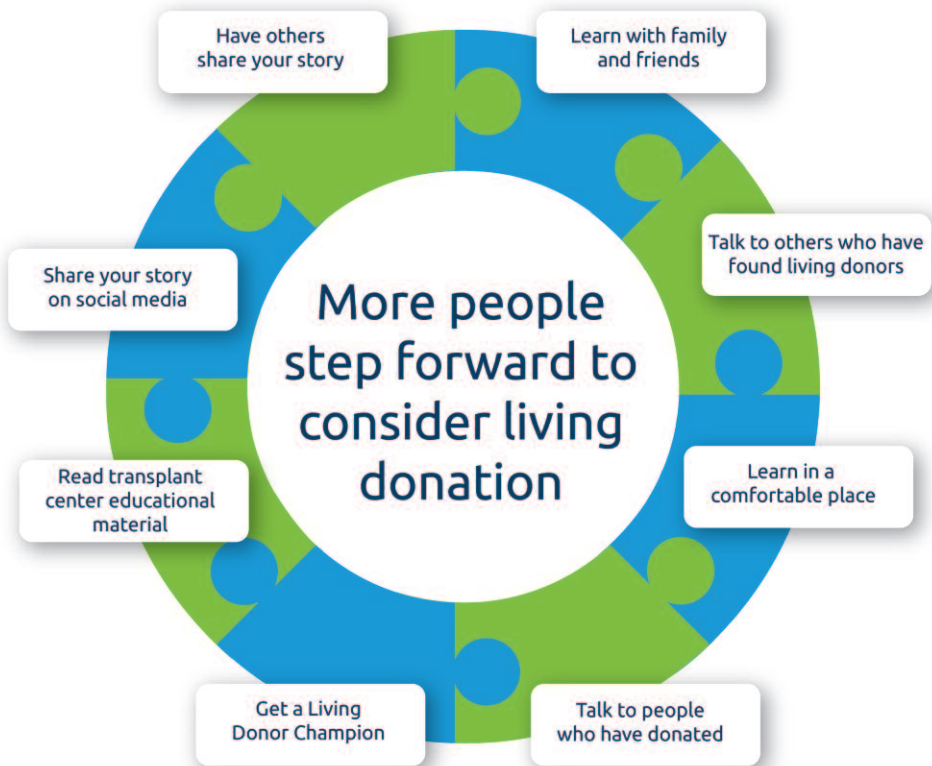 Have others
share your story
Learn with family
and friends
Talk to others who have
found living donors
Share your story
on social media
More people
step forward to
consider living
donation
Learn in a
comfortable place
Read transplant
center educational
material
Get a Living
Donor Champion
Talk to people
who have donated